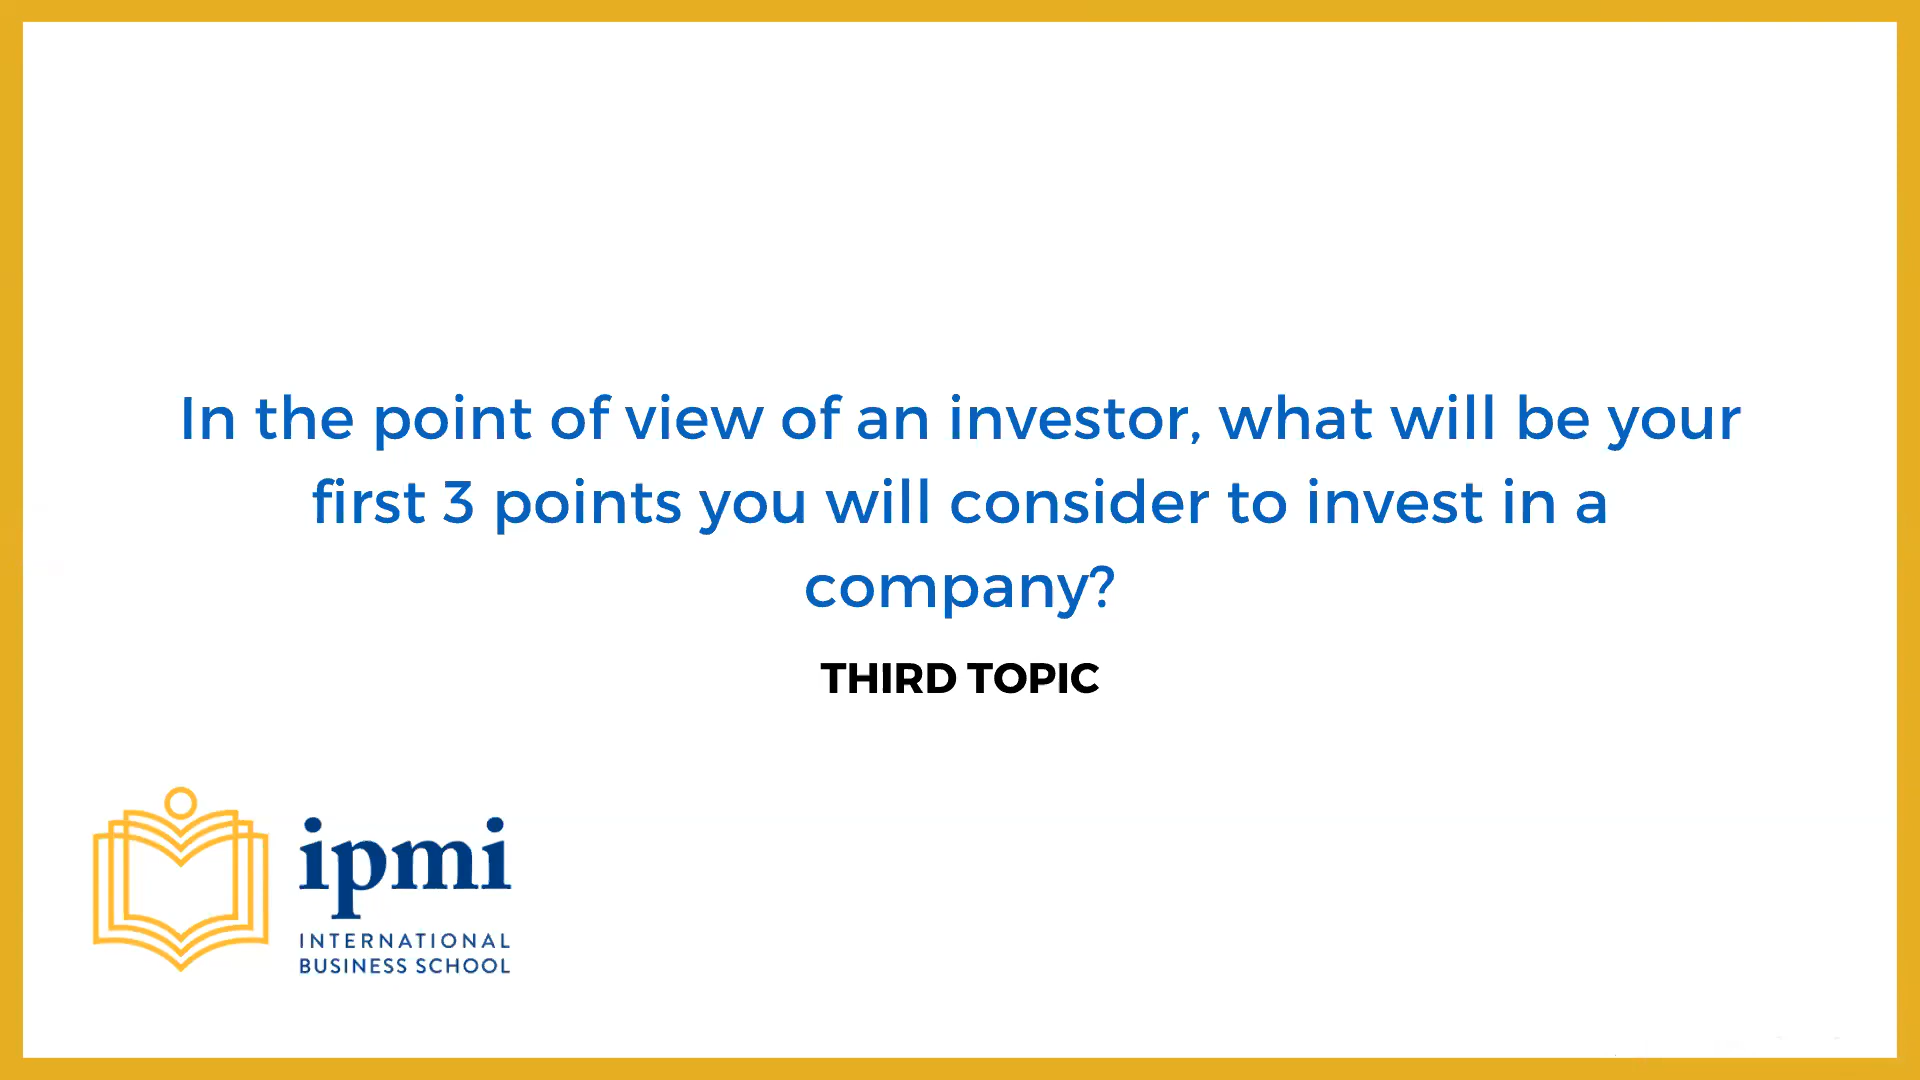 In the point of view of an investor, what will be your
first 3 points you will consider to invest in a
company?
THIRD TOPIC
ipmi
INTERNATIONAL
BUSINESS SCHOOL